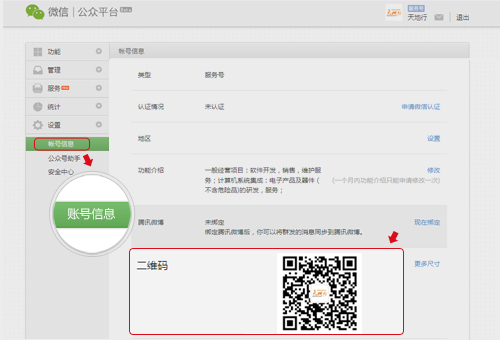 微信 | 公众平台
服务号
天地行
退出
功能
管理
服务
统计
设置
帐号信息
公众号助手
安全中心
账号信息
帐号信息
类型 服务号
认证情况 未认证 申请微信认证
地区 设置
功能介绍 一般经营项目:软件开发,销售,维护服 修改
务;计算机系统集成;电子产品及器件( (一个月内功能介绍只能申请修改一次)
不含危险品)的研发,服务;
腾讯微博 未绑定 现在绑定
绑定腾讯微博后,你可以将群发的消息同步到腾讯微博。
二维码 更多尺寸